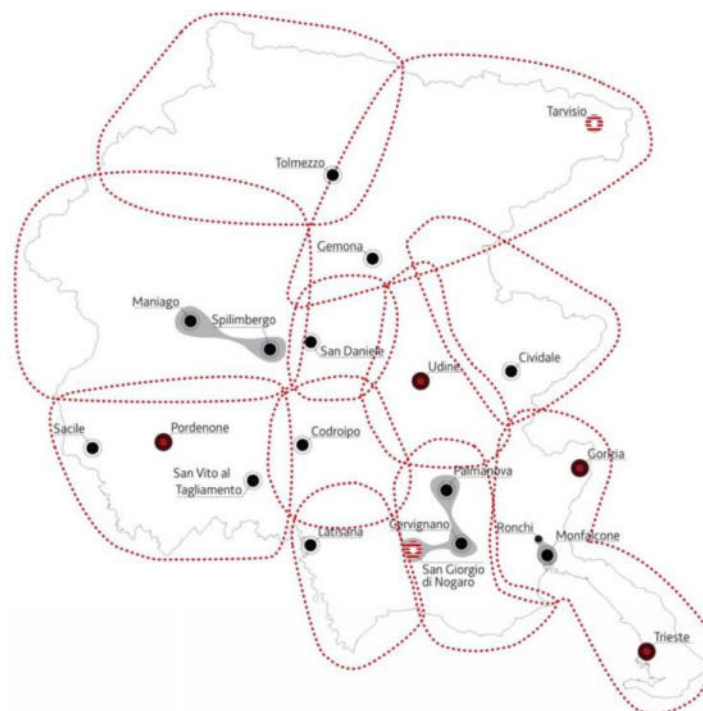 Tarvisio
Tolmezzo
Gemona
Maniago
Spilimbergo
San Daniele
Udine
Cividale
Sacile
Pordenone
Codroipo
San Vito al
Tagliamento
Palmanova
Gorizia
Latisana
Cervignano
Ronchi
Monfalcone
San Giorgio
di Nogaro
Trieste